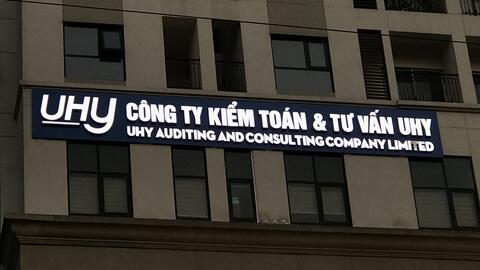 UHY CÔNG TY KIỂM TOÁN & TƯ VẤN UHY
UHY AUDITING AND CONSULTING COMPANY LIMITED